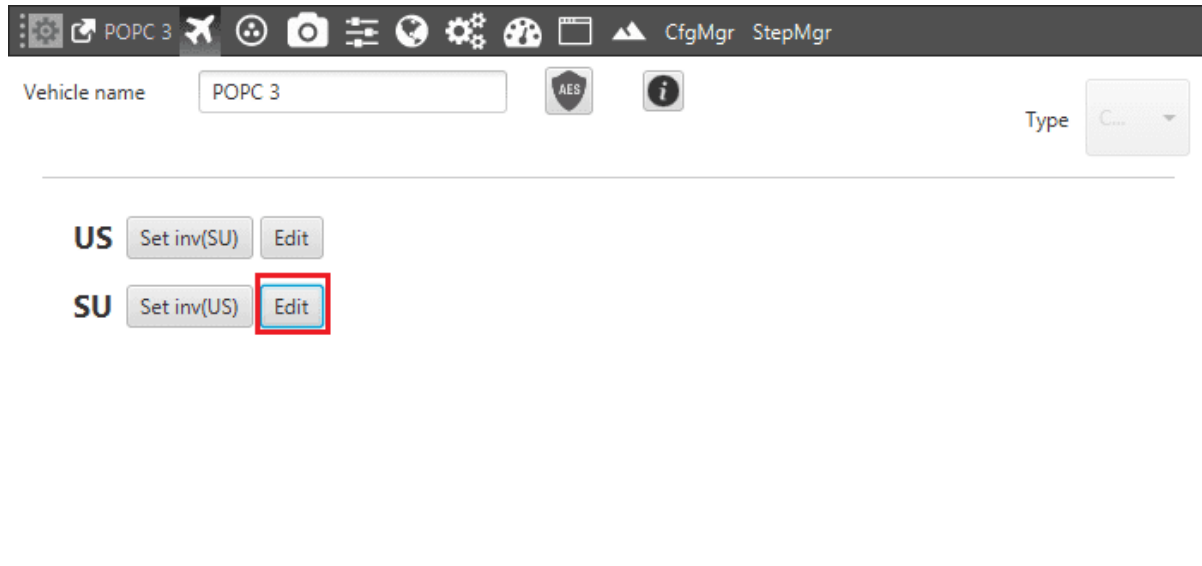 POPC 3 CfgMgr StepMgr
Vehicle name POPC 3 AES i
Type C...
US Set inv(SU) Edit
SU Set inv(US) Edit